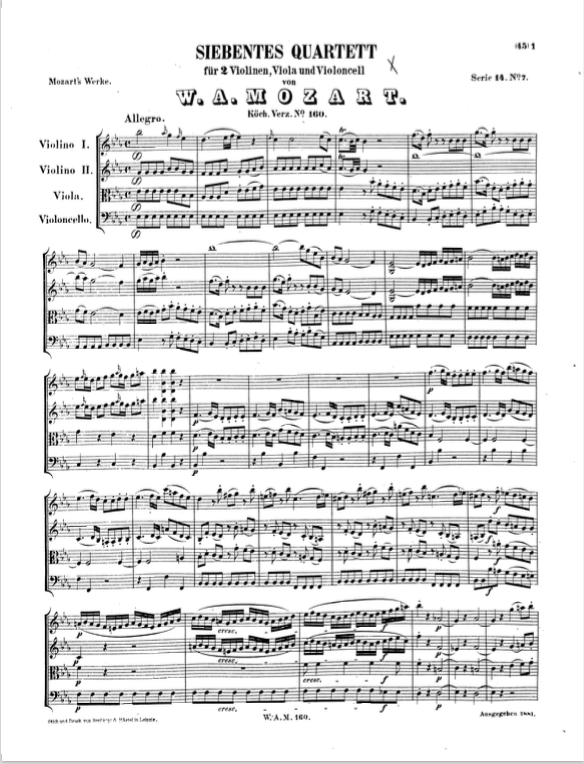 (45) 1
SIEBENTES QUARTETT
für 2 Violinen, Viola und Violoncell
von
Mozart's Werke.
Serie 14. Nº 7.
W. A. MOZART.
Köch. Verz. Nº 160.
Allegro.
Violino I.
Violino II.
Viola.
Violoncello.
p
p
p
p
f
f
f
f
cresc. f
cresc. f
cresc. f
cresc. f
Stich und Druck von Breitkopf & Härtel in Leipzig.
W. A. M. 160.
Ausgegeben 1881.